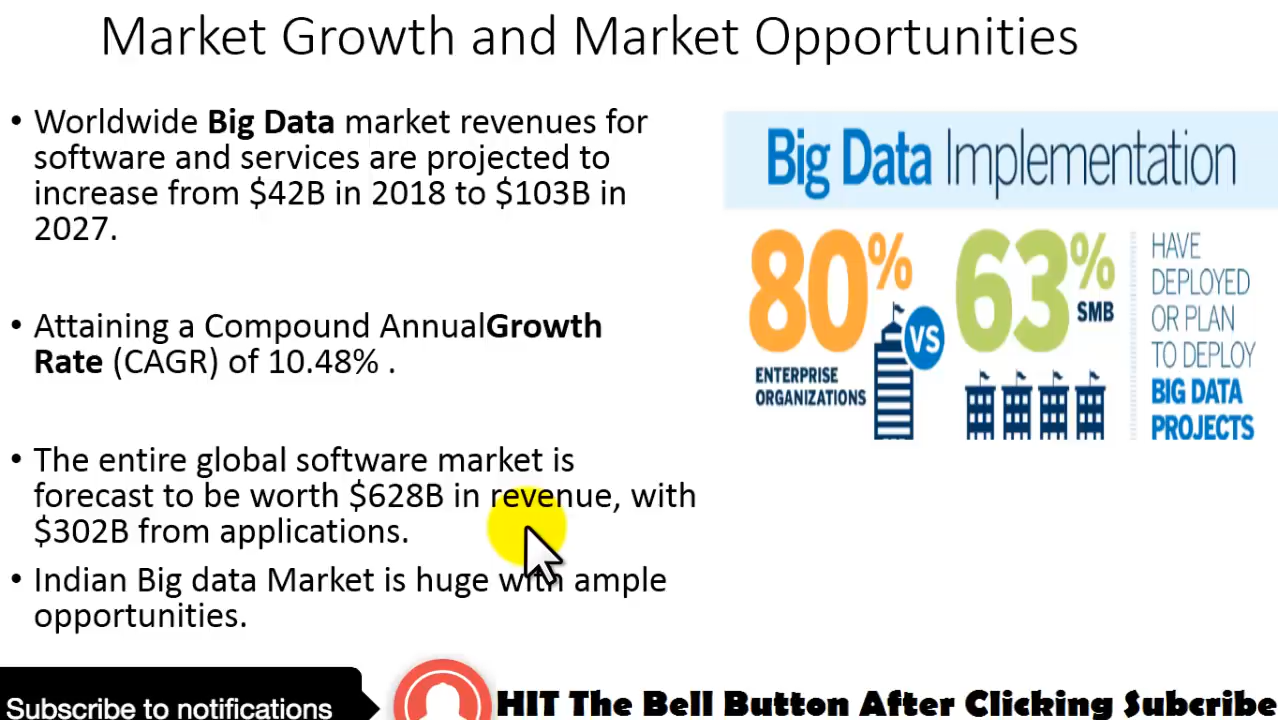 Market Growth and Market Opportunities
• Worldwide Big Data market revenues for
software and services are projected to
increase from $42B in 2018 to $103B in
2027.
• Attaining a Compound AnnualGrowth
Rate (CAGR) of 10.48% .
• The entire global software market is
forecast to be worth $628B in revenue, with
$302B from applications.
• Indian Big data Market is huge with ample
opportunities.
Big Data Implementation
80%
ENTERPRISE
ORGANIZATIONS
VS
63%
SMB
HAVE
DEPLOYED
OR PLAN
TO DEPLOY
BIG DATA
PROJECTS
Subscribe to notifications
HIT The Bell Button After Clicking Subcribe